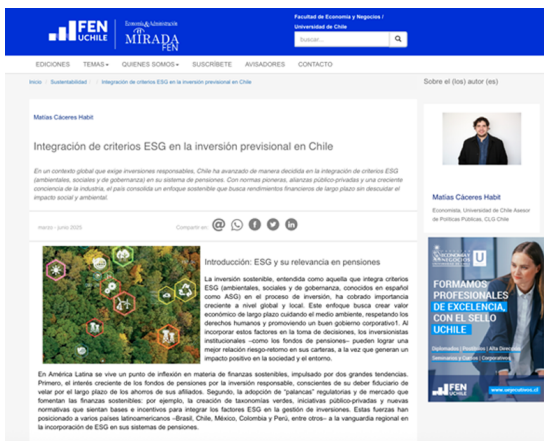 FEN
UCHILE
Economía & Administración
MIRADA
FEN
Facultad de Economía y Negocios /
Universidad de Chile
buscar...
EDICIONES TEMAS QUIENES SOMOS SUSCRÍBETE AVISADORES CONTACTO
Inicio / Sustentabilidad / Integración de criterios ESG en la inversión previsional en Chile
Sobre el (los) autor (es)
Matías Cáceres Habit
Integración de criterios ESG en la inversión previsional en Chile
En un contexto global que exige inversiones responsables, Chile ha avanzado de manera decidida en la integración de criterios ESG
(ambientales, sociales y de gobernanza) en su sistema de pensiones. Con normas pioneras, alianzas público-privadas y una creciente
conciencia de la industria, el país consolida un enfoque sostenible que busca rendimientos financieros de largo plazo sin descuidar el
impacto social y ambiental.
marzo - junio 2025
Compartir en:
Introducción: ESG y su relevancia en pensiones
La inversión sostenible, entendida como aquella que integra criterios
ESG (ambientales, sociales y de gobernanza, conocidos en español
como ASG) en el proceso de inversión, ha cobrado importancia
creciente a nivel global y local. Este enfoque busca crear valor
económico de largo plazo cuidando el medio ambiente, respetando los
derechos humanos y promoviendo un buen gobierno corporativo1. Al
incorporar estos factores en la toma de decisiones, los inversionistas
institucionales –como los fondos de pensiones– pueden lograr una
mejor relación riesgo-retorno en sus carteras, a la vez que generan un
impacto positivo en la sociedad y el entorno.
En América Latina se vive un punto de inflexión en materia de finanzas sostenibles, impulsado por dos grandes tendencias.
Primero, el interés creciente de los fondos de pensiones por la inversión responsable, conscientes de su deber fiduciario de
velar por el largo plazo de los ahorros de sus afiliados. Segundo, la adopción de "palancas" regulatorias y de mercado que
fomentan las finanzas sostenibles: por ejemplo, la creación de taxonomías verdes, iniciativas público-privadas y nuevas
normativas que sientan bases e incentivos para integrar los factores ESG en la gestión de inversiones. Estas fuerzas han
posicionado a varios países latinoamericanos –Brasil, Chile, México, Colombia y Perú, entre otros– a la vanguardia regional en
la incorporación de ESG en sus sistemas de pensiones.
Matías Cáceres Habit
Economista, Universidad de Chile Asesor
de Políticas Públicas, CLG Chile
ECONOMÍA Y
NEGOCIOS
FORMAMOS
PROFESIONALES
DE EXCELENCIA,
CON EL SELLO
UCHILE
Diplomados | Postítulos | Alta Dirección
Seminarios y Cursos | Corporativos
FEN
UCHILE
www.unegocios.cl